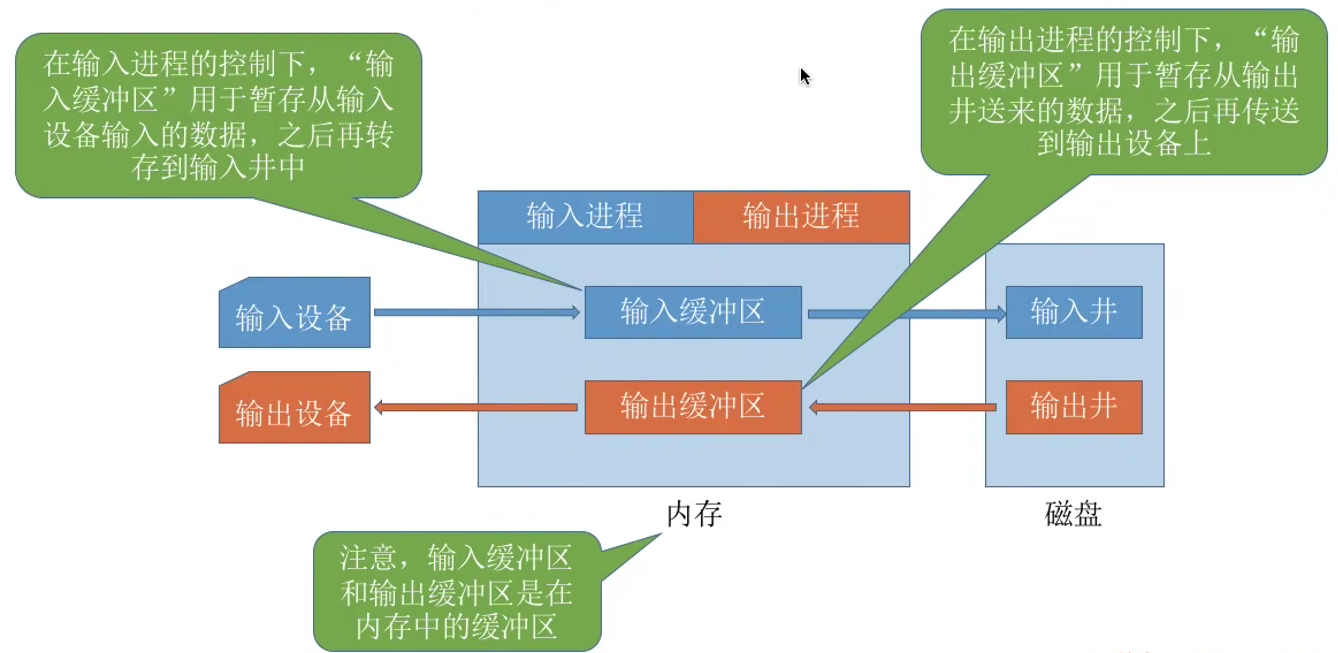 在输入进程的控制下，“输
入缓冲区”用于暂存从输入
设备输入的数据，之后再转
存到输入井中
在输出进程的控制下，“输
出缓冲区”用于暂存从输出
井送来的数据，之后再传送
到输出设备上
输入进程
输出进程
输入设备
输入缓冲区
输入井
输出设备
输出缓冲区
输出井
内存
磁盘
注意，输入缓冲区
和输出缓冲区是在
内存中的缓冲区